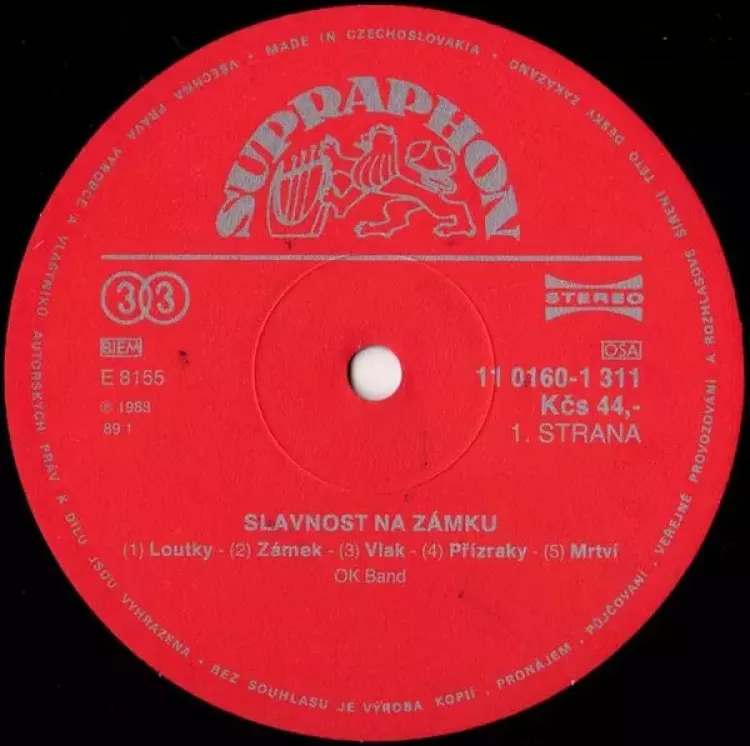 • MADE IN CZECHOSLOVAKIA •
VŠECHNA PRÁVA VÝROBCE A VLASTNÍKŮ AUTORSKÝCH PRÁV K DÍLU JSOU VYHRAZENA • BEZ SOUHLASU JE VÝROBA KOPIÍ, PRONÁJEM, PŮJČOVÁNÍ, VEŘEJNÉ PROVOZOVÁNÍ A ROZHLASOVÉ ŠÍŘENÍ TÉTO DESKY ZAKÁZÁNO
SUPRAPHON
33
STEREO
BIEM
OSA
E 8155
11 0160-1 311
℗ 1988
Kčs 44,-
89 1
1. STRANA
SLAVNOST NA ZÁMKU
(1) Loutky - (2) Zámek - (3) Vlak - (4) Přízraky - (5) Mrtví
OK Band